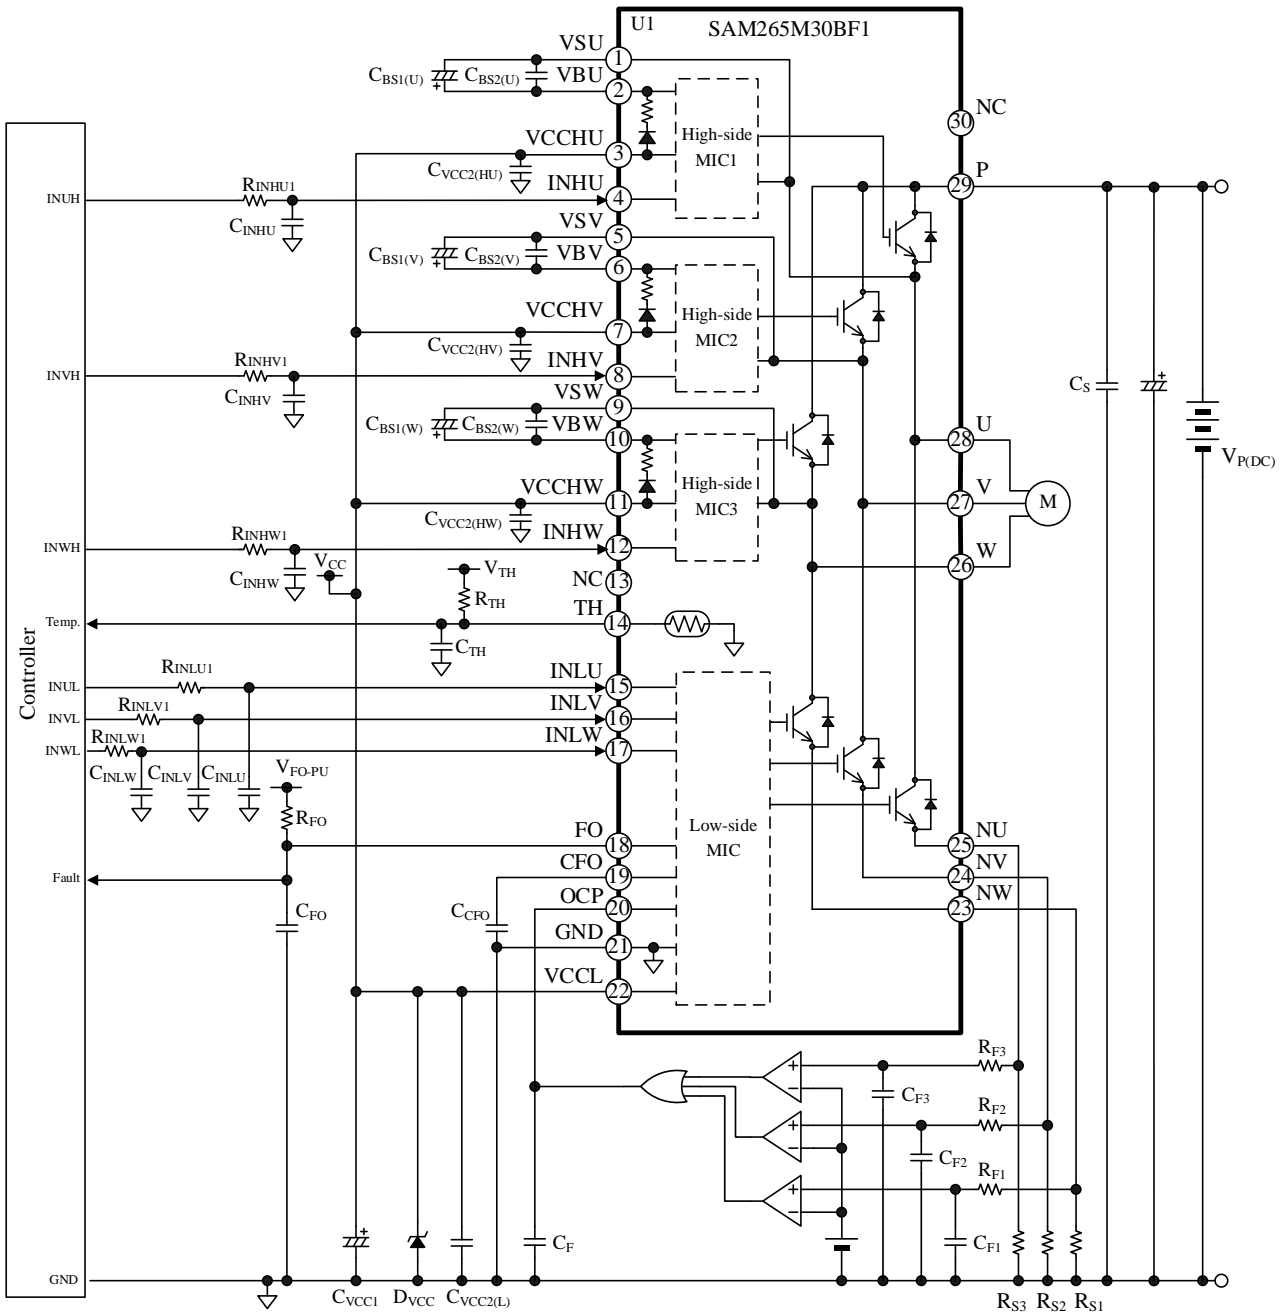 U1
SAM265M30BF1
VSU
1
CBS1(U)
CBS2(U)
VBU
2
NC
30
High-side
MIC1
VCCHU
3
CVCC2(HU)
P
29
INHU
4
INUH
RINHU1
CINHU
VSV
5
CBS1(V)
CBS2(V)
VBV
6
High-side
MIC2
VCCHV
7
CVCC2(HV)
INHV
8
INVH
RINHV1
CINHV
CS
VSW
9
CBS1(W)
CBS2(W)
VBW
10
U
28
VP(DC)
High-side
MIC3
VCCHW
11
CVCC2(HW)
V
27
M
INHW
12
INWH
RINHW1
CINHW
VCC
W
26
NC
13
VTH
RTH
TH
14
Temp.
CTH
Controller
RINLU1
INLU
15
INUL
RINLV1
INLV
16
INVL
RINLW1
INLW
17
INWL
CINLW
CINLV
CINLU
VFO-PU
RFO
Low-side
MIC
FO
18
NU
25
CFO
19
NV
24
Fault
OCP
20
NW
23
CFO
CCFO
GND
21
VCCL
22
RF3
CF3
RF2
CF2
RF1
CF1
CF
GND
CVCC1
DVCC
CVCC2(L)
RS3
RS2
RS1